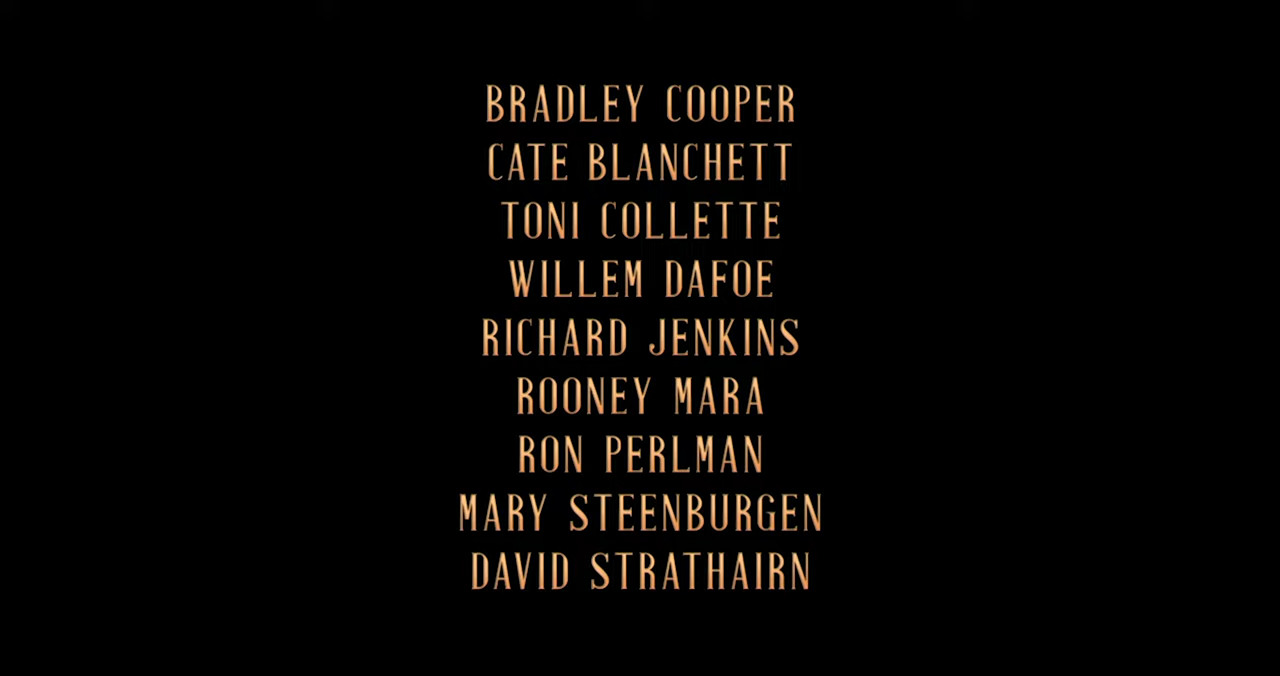 BRADLEY COOPER
CATE BLANCHETT
TONI COLLETTE
WILLEM DAFOE
RICHARD JENKINS
ROONEY MARA
RON PERLMAN
MARY STEENBURGEN
DAVID STRATHAIRN